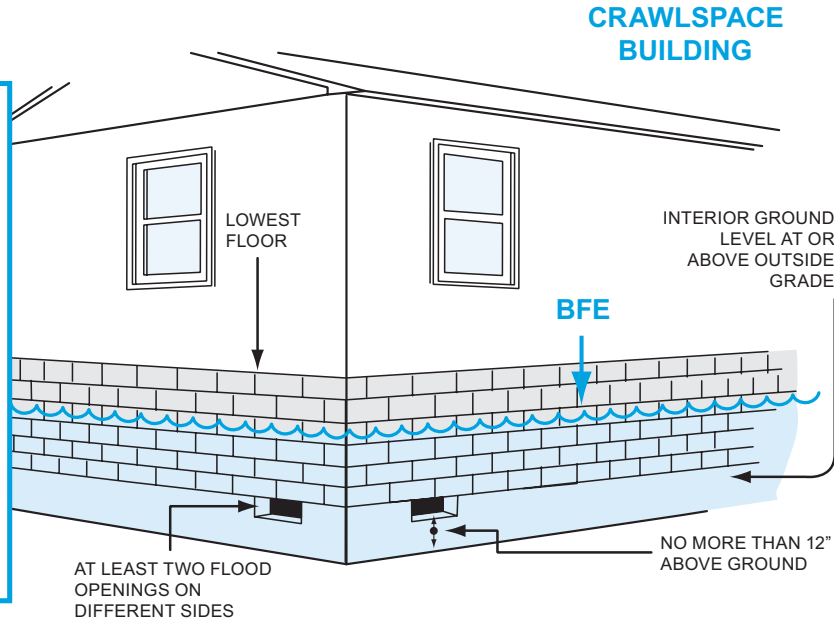 CRAWLSPACE
BUILDING
LOWEST
FLOOR
INTERIOR GROUND
LEVEL AT OR
ABOVE OUTSIDE
GRADE
BFE
AT LEAST TWO FLOOD
OPENINGS ON
DIFFERENT SIDES
NO MORE THAN 12”
ABOVE GROUND